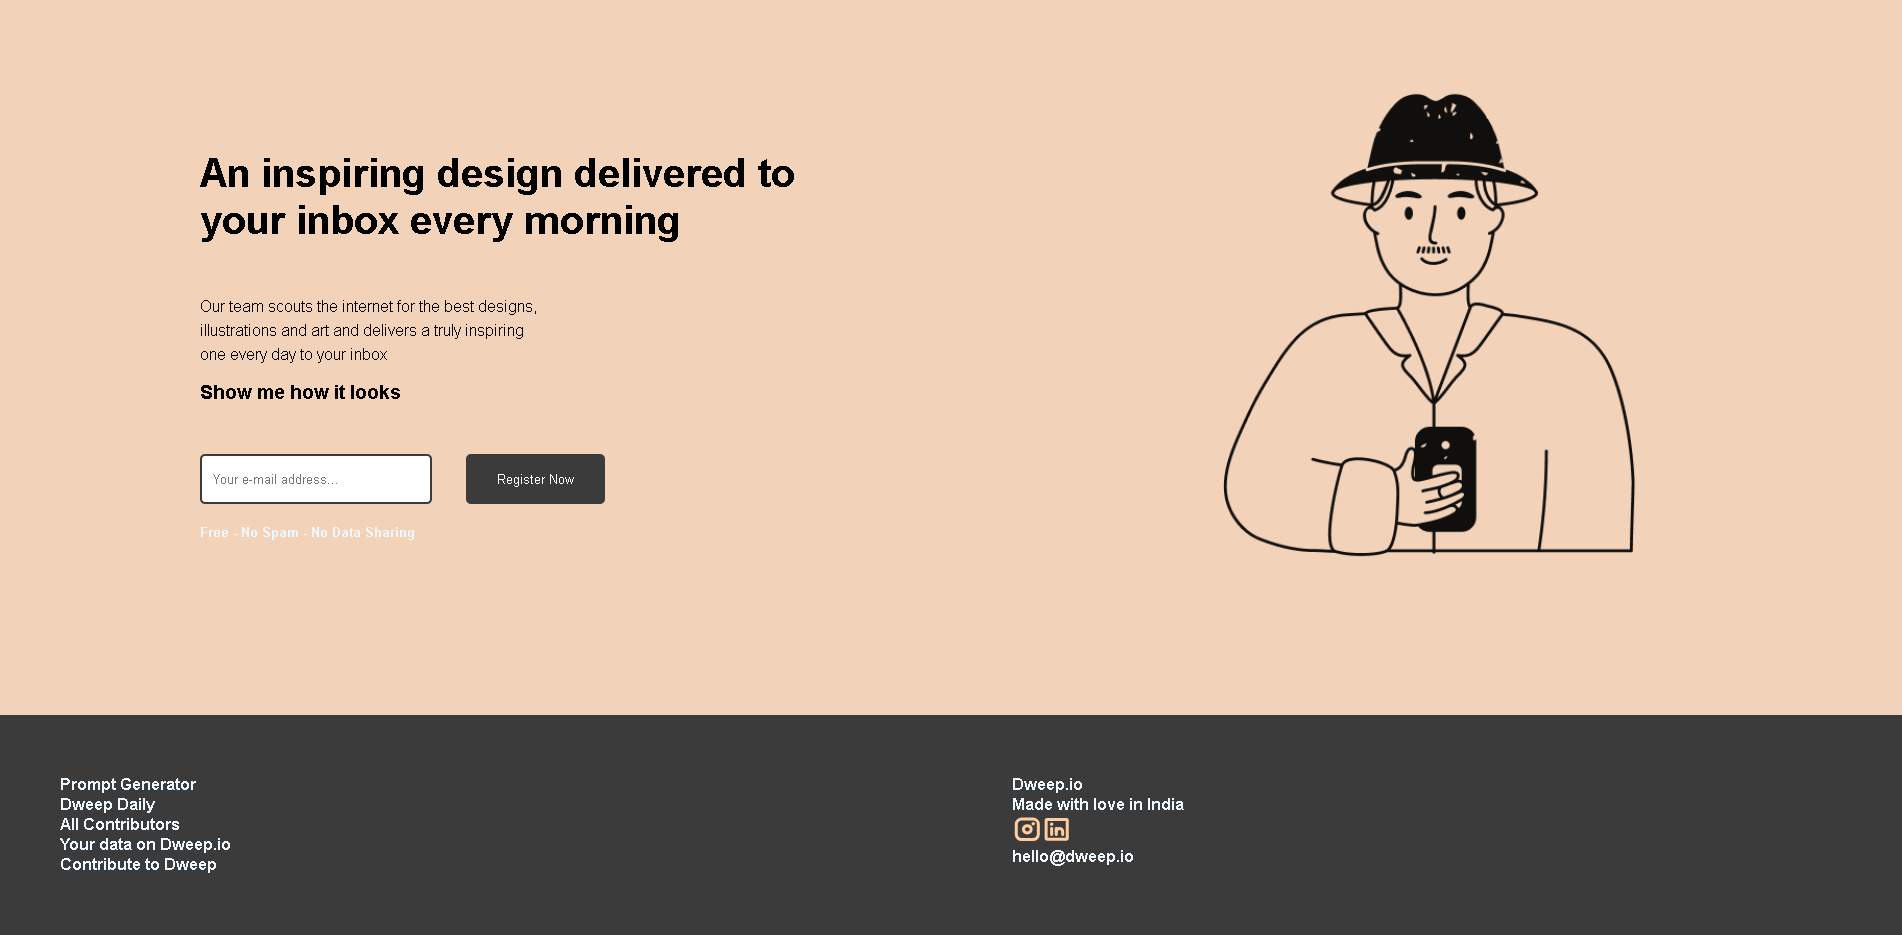 An inspiring design delivered to
your inbox every morning
Our team scouts the internet for the best designs,
illustrations and art and delivers a truly inspiring
one every day to your inbox
Show me how it looks
Your e-mail address...
Register Now
Free - No Spam - No Data Sharing
Prompt Generator
Dweep Daily
All Contributors
Your data on Dweep.io
Contribute to Dweep
Dweep.io
Made with love in India
in
hello@dweep.io